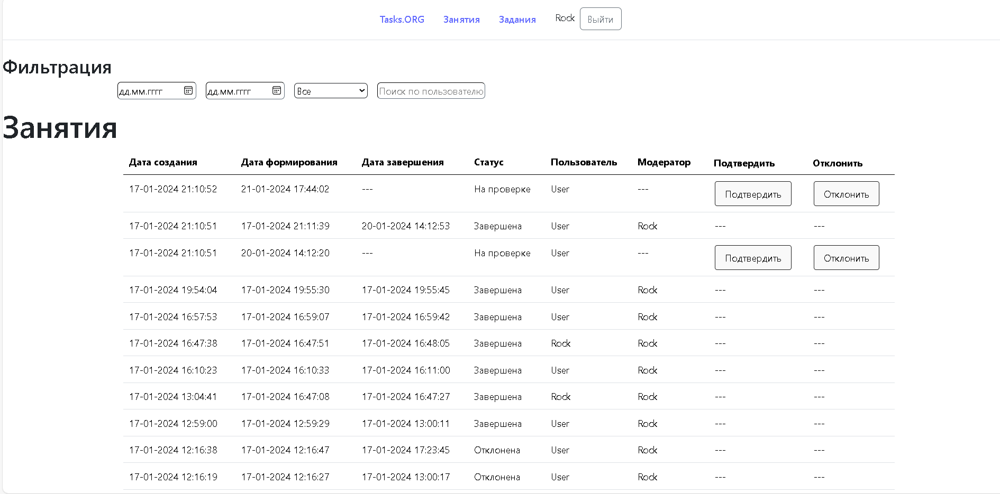 Tasks.ORG Занятия Задания Rock Выйти
Фильтрация
дд.мм.гггг дд.мм.гггг Все Поиск по пользователю
Занятия
Дата создания Дата формирования Дата завершения Статус Пользователь Модератор Подтвердить Отклонить
17-01-2024 21:10:52 21-01-2024 17:44:02 --- На проверке User --- Подтвердить Отклонить
17-01-2024 21:10:51 17-01-2024 21:11:39 20-01-2024 14:12:53 Завершена User Rock --- ---
17-01-2024 21:10:51 20-01-2024 14:12:20 --- На проверке User --- Подтвердить Отклонить
17-01-2024 19:54:04 17-01-2024 19:55:30 17-01-2024 19:55:45 Завершена User Rock --- ---
17-01-2024 16:57:53 17-01-2024 16:59:07 17-01-2024 16:59:42 Завершена User Rock --- ---
17-01-2024 16:47:38 17-01-2024 16:47:51 17-01-2024 16:48:05 Завершена Rock Rock --- ---
17-01-2024 16:10:23 17-01-2024 16:10:33 17-01-2024 16:11:00 Завершена User Rock --- ---
17-01-2024 13:04:41 17-01-2024 16:47:08 17-01-2024 16:47:27 Завершена Rock Rock --- ---
17-01-2024 12:59:00 17-01-2024 12:59:29 17-01-2024 13:00:11 Завершена User Rock --- ---
17-01-2024 12:16:38 17-01-2024 12:16:47 17-01-2024 17:23:45 Отклонена User Rock --- ---
17-01-2024 12:16:19 17-01-2024 12:16:27 17-01-2024 13:00:17 Отклонена User Rock --- ---